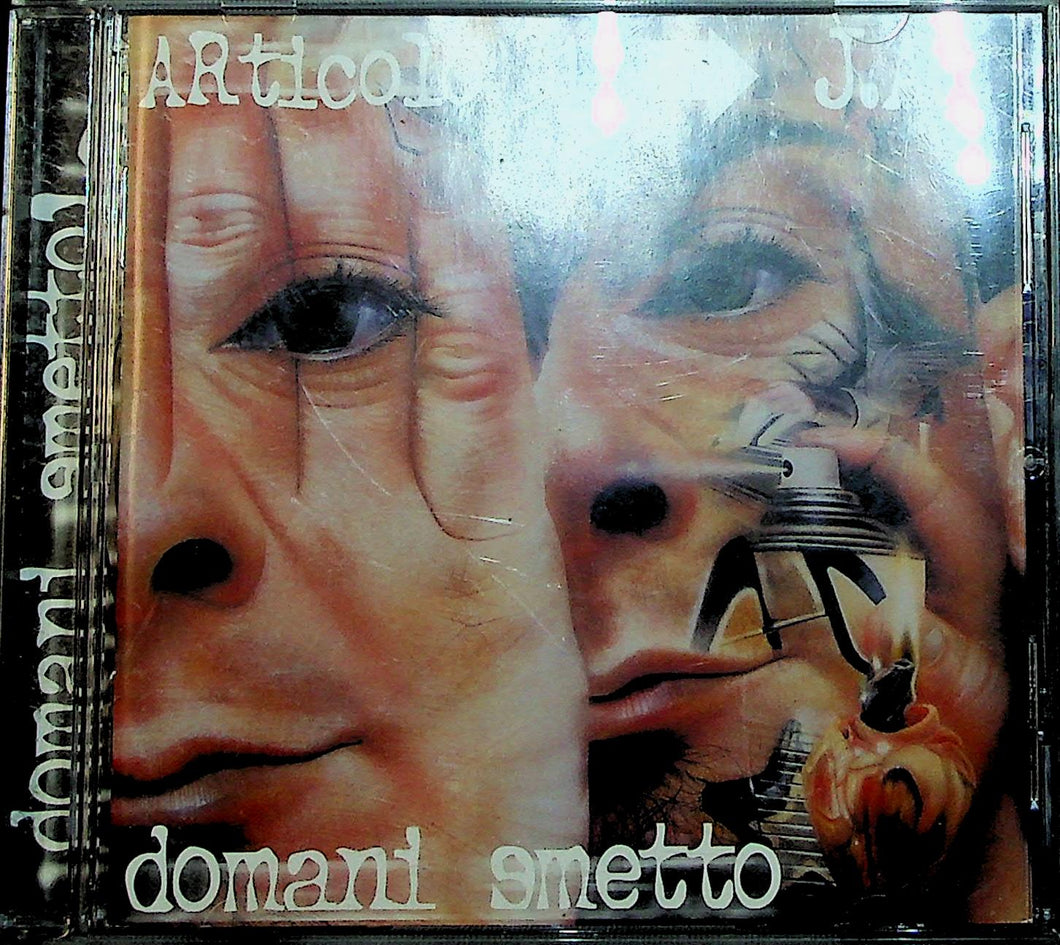 ARticol
J.
domani smetto
domani smetto